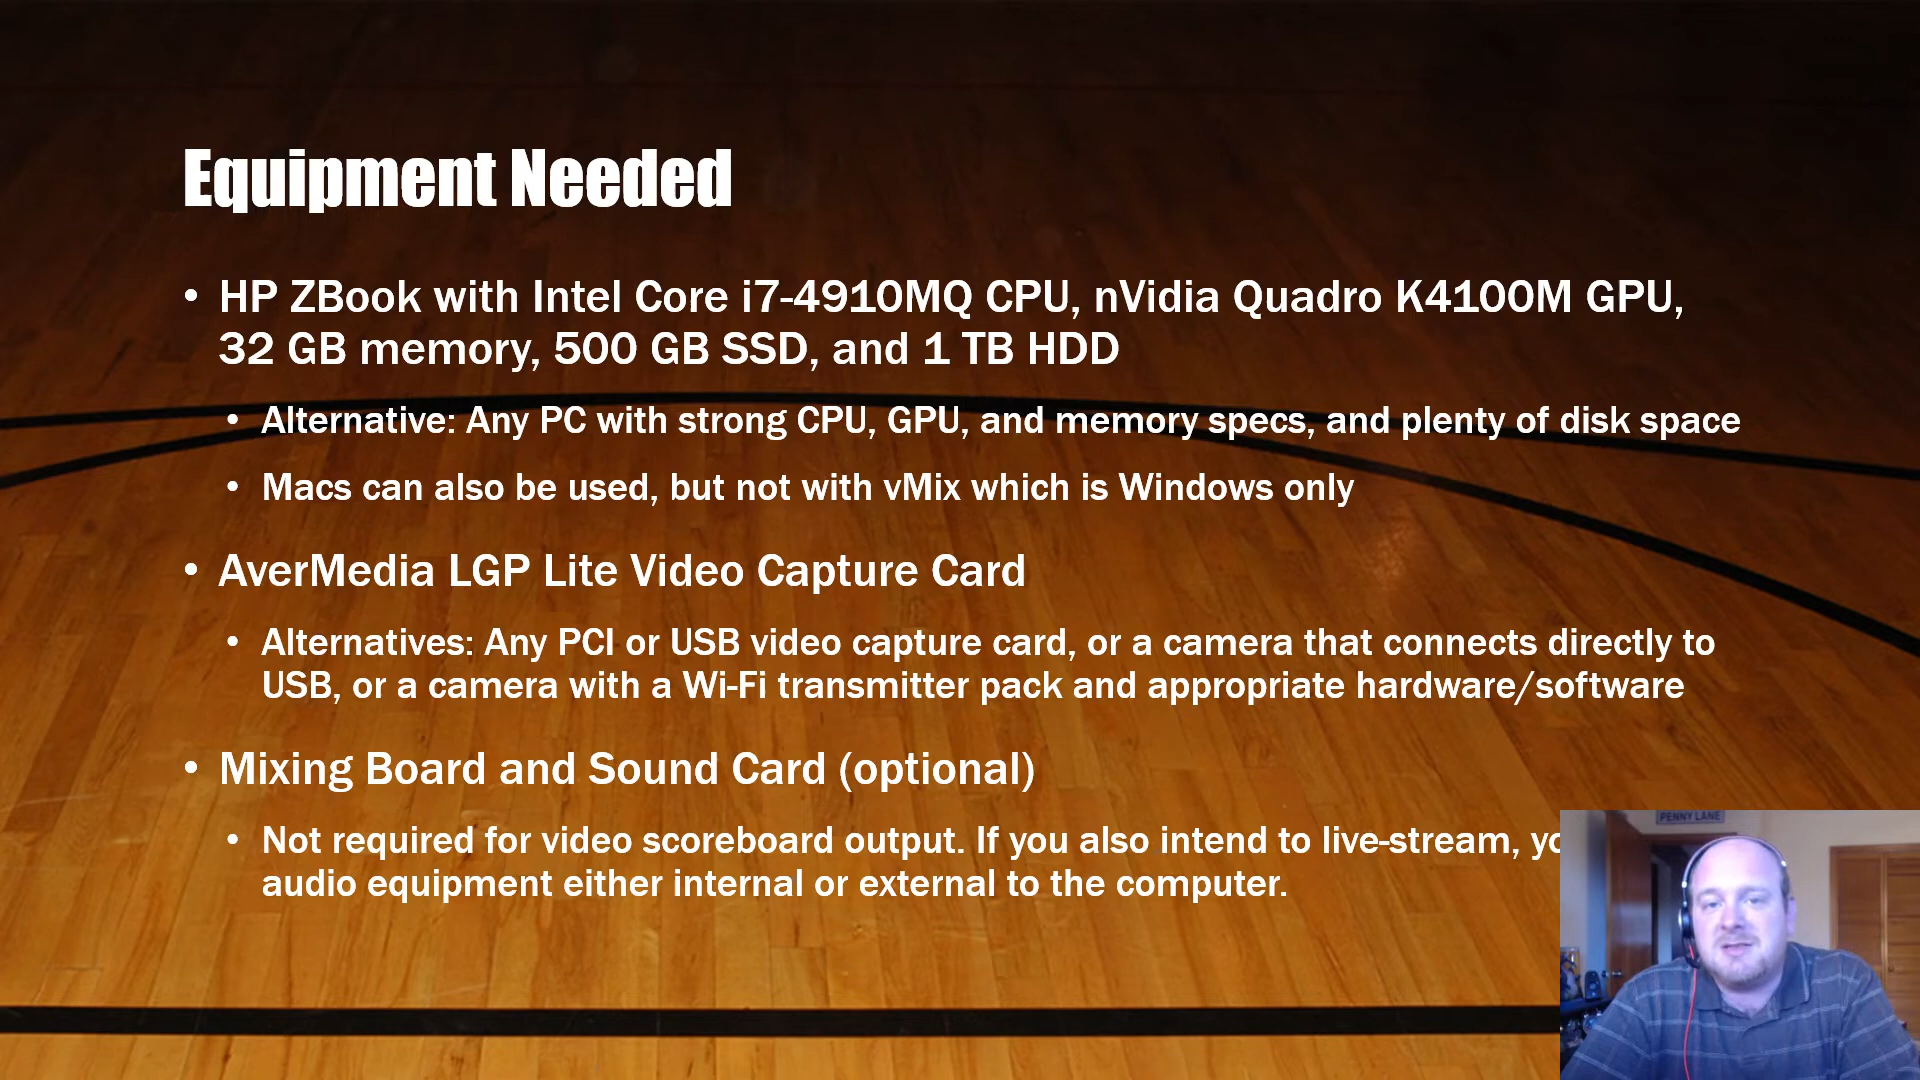 Equipment Needed
• HP ZBook with Intel Core i7-4910MQ CPU, nVidia Quadro K4100M GPU,
32 GB memory, 500 GB SSD, and 1 TB HDD
• Alternative: Any PC with strong CPU, GPU, and memory specs, and plenty of disk space
• Macs can also be used, but not with vMix which is Windows only
• AverMedia LGP Lite Video Capture Card
• Alternatives: Any PCI or USB video capture card, or a camera that connects directly to
USB, or a camera with a Wi-Fi transmitter pack and appropriate hardware/software
• Mixing Board and Sound Card (optional)
• Not required for video scoreboard output. If you also intend to live-stream,
audio equipment either internal or external to the computer.
PENNY LANE